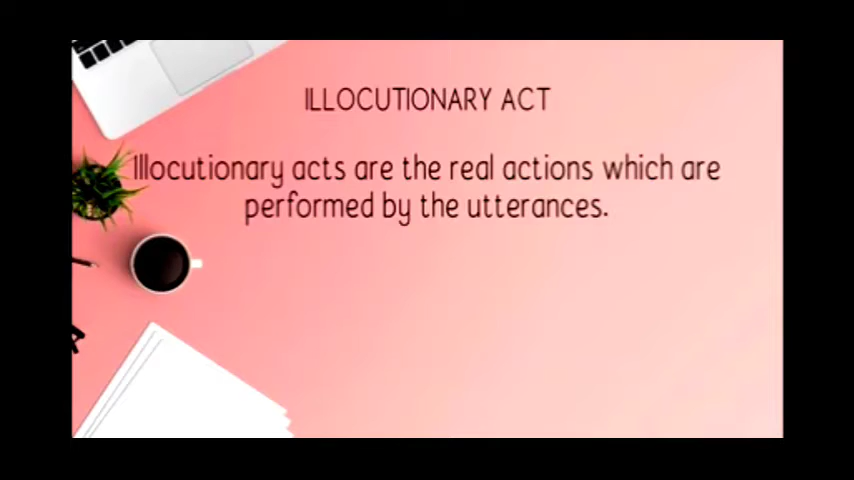 ILLOCUTIONARY ACT
Illocutionary acts are the real actions which are
performed by the utterances.